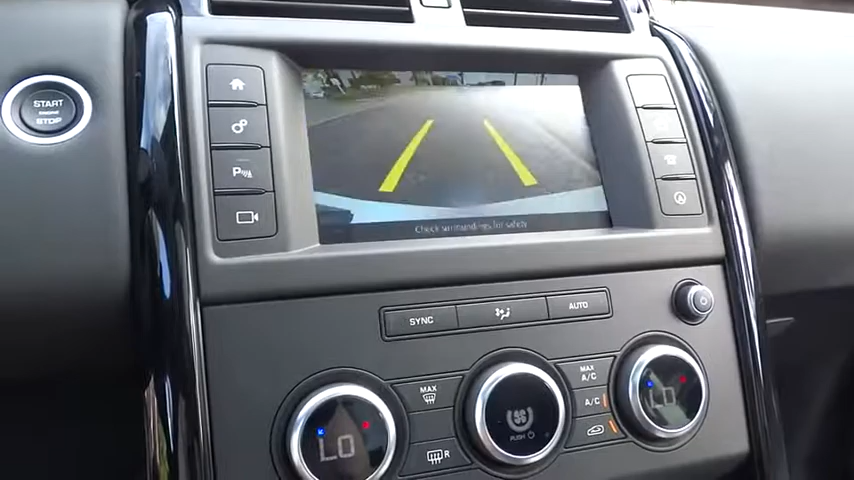 START
ENGINE
STOP
P
Check surroundings for safety
SYNC
AUTO
MAX
MAX
A/C
A/C
R
LO
PUSH
LO